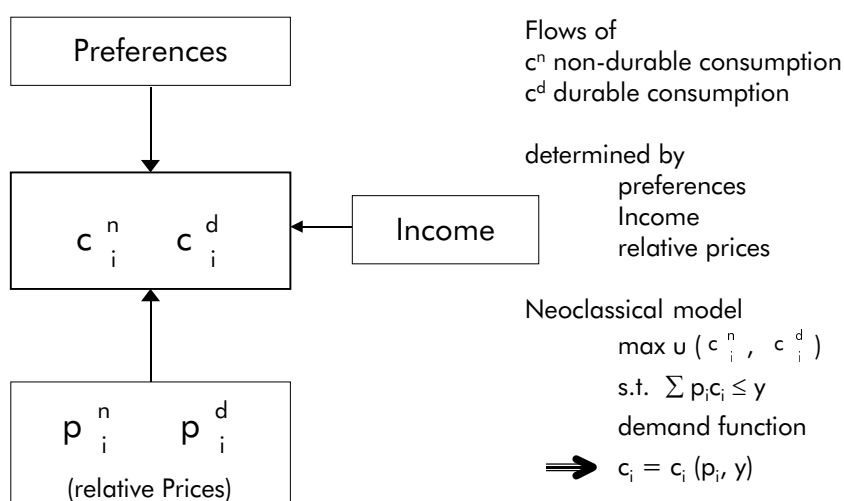 Preferences
c n i c d i
Income
p n i p d i
(relative Prices)
Flows of
cⁿ non-durable consumption
cᵈ durable consumption
determined by
preferences
Income
relative prices
Neoclassical model
max u ( c n i , c d i )
s.t. ∑ pᵢcᵢ ≤ y
demand function
⇒ cᵢ = cᵢ (pᵢ, y)